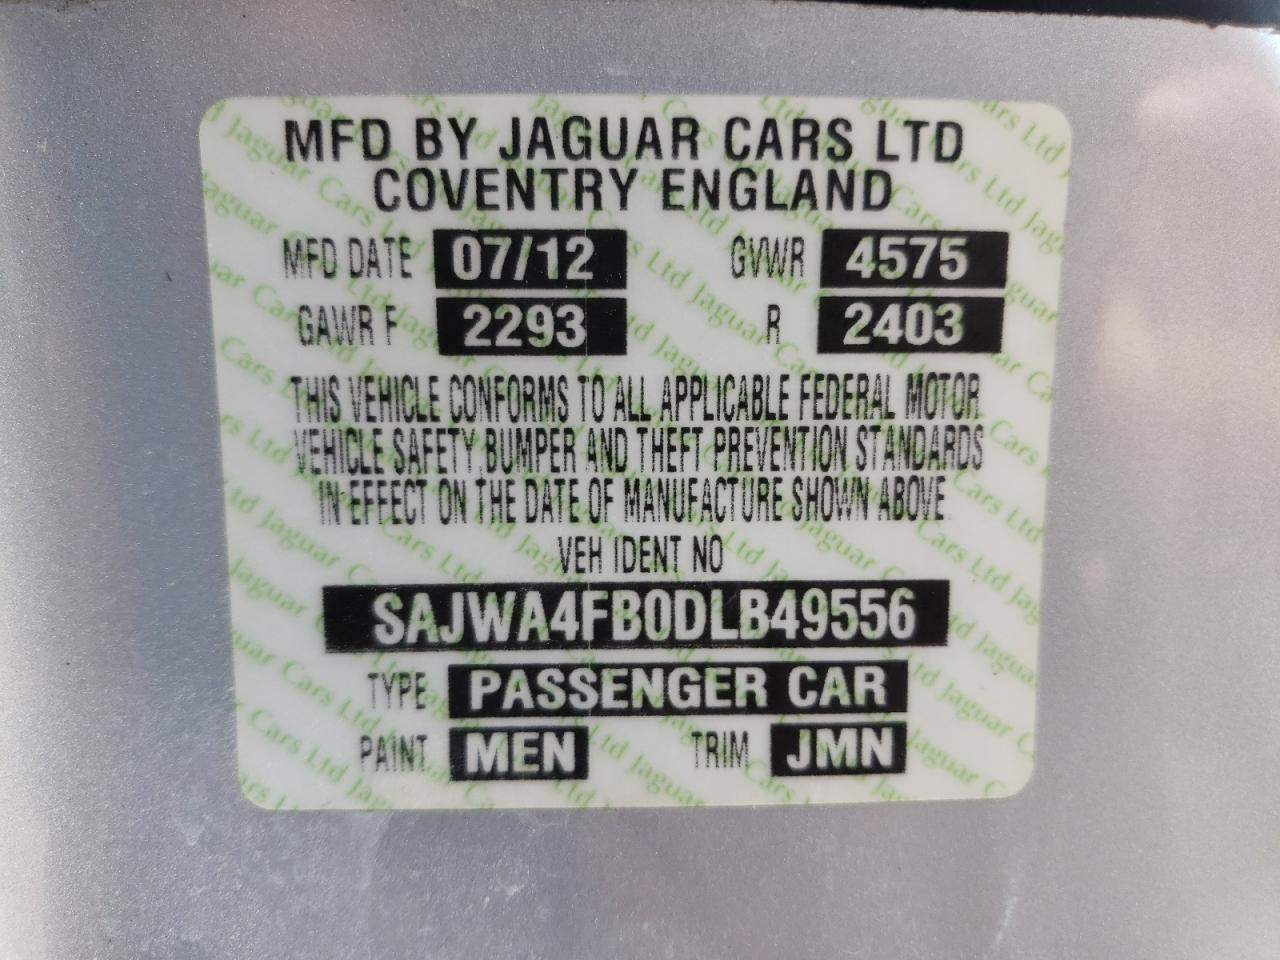 MFD BY JAGUAR CARS LTD
COVENTRY ENGLAND
MFD DATE 07/12 GVWR 4575
GAWR F 2293 R 2403
THIS VEHICLE CONFORMS TO ALL APPLICABLE FEDERAL MOTOR
VEHICLE SAFETY, BUMPER AND THEFT PREVENTION STANDARDS
IN EFFECT ON THE DATE OF MANUFACTURE SHOWN ABOVE.
VEH IDENT NO
SAJWA4FB0DLB49556
TYPE PASSENGER CAR
PAINT MEN TRIM JMN